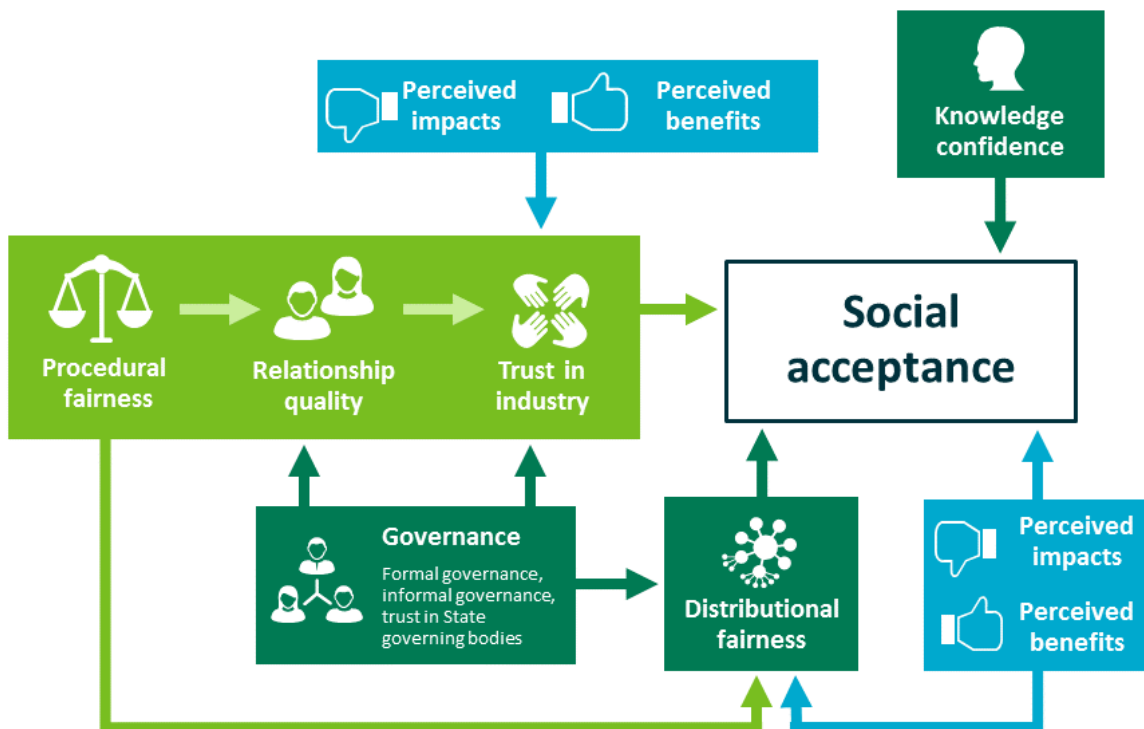 Perceived
impacts
Perceived
benefits
Knowledge
confidence
Procedural
fairness
Relationship
quality
Trust in
industry
Social
acceptance
Governance
Formal governance,
informal governance,
trust in State
governing bodies
Distributional
fairness
Perceived
impacts
Perceived
benefits